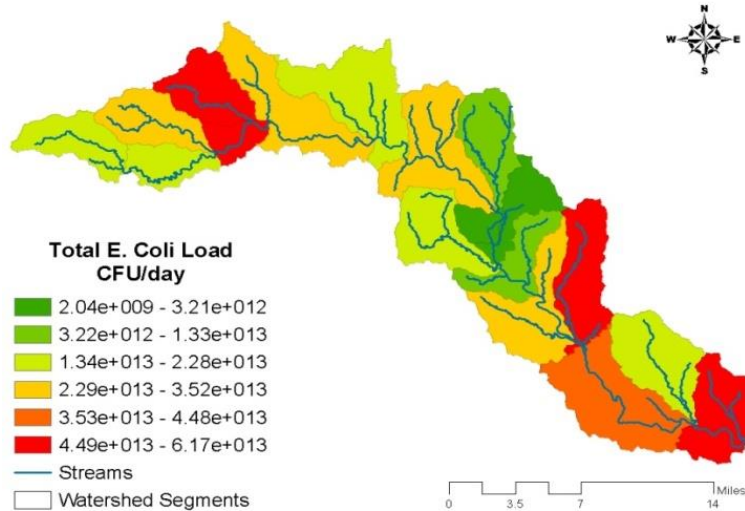 N
W E
S
Total E. Coli Load
CFU/day
2.04e+009 - 3.21e+012
3.22e+012 - 1.33e+013
1.34e+013 - 2.28e+013
2.29e+013 - 3.52e+013
3.53e+013 - 4.48e+013
4.49e+013 - 6.17e+013
Streams
Watershed Segments
Miles
0 3.5 7 14